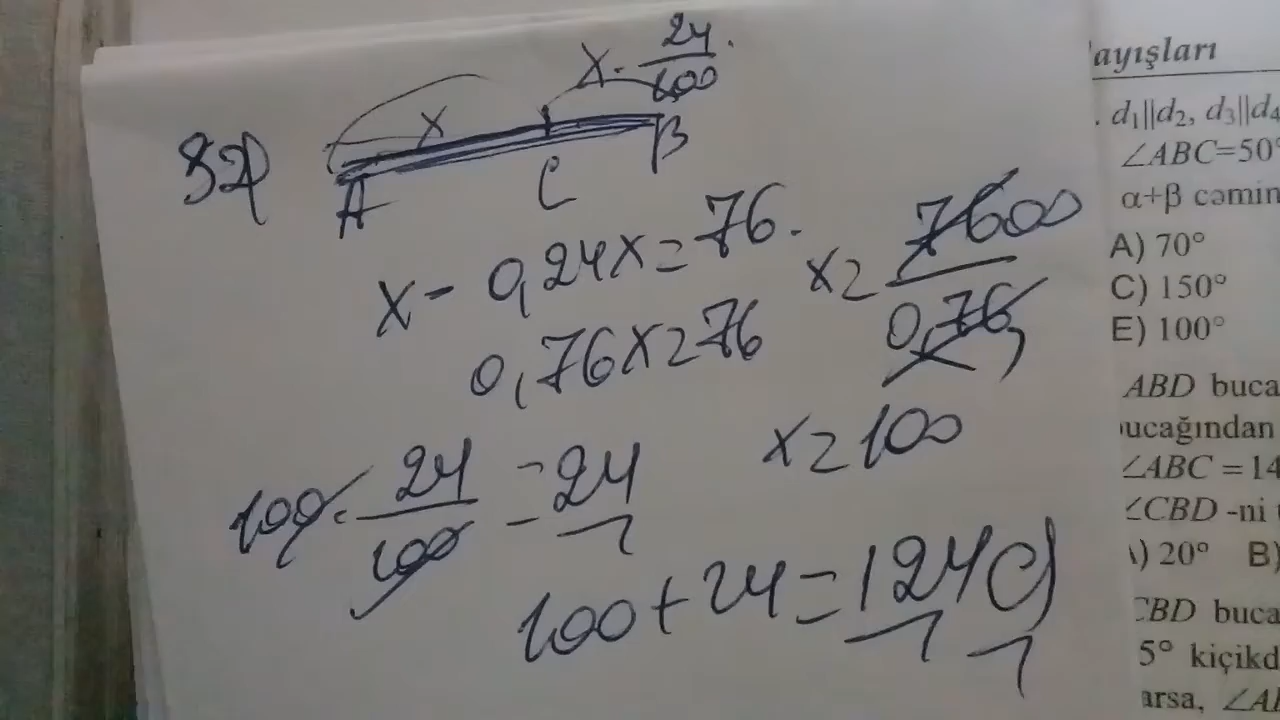 32)
x · 24/100
x
A C B
x - 0,24x = 76.
0,76x = 76
x = 7600/0,76
x = 100
100 · 24/100 = 24
100 + 24 = 124 C)
ayışları
. d₁||d₂, d₃||d₄
∠ABC=50°
α+β cəmin
A) 70°
C) 150°
E) 100°
ABD buca
ucağından
∠ABC = 14
∠CBD -ni
A) 20° B)
CBD buca
5° kiçikd
arsa,